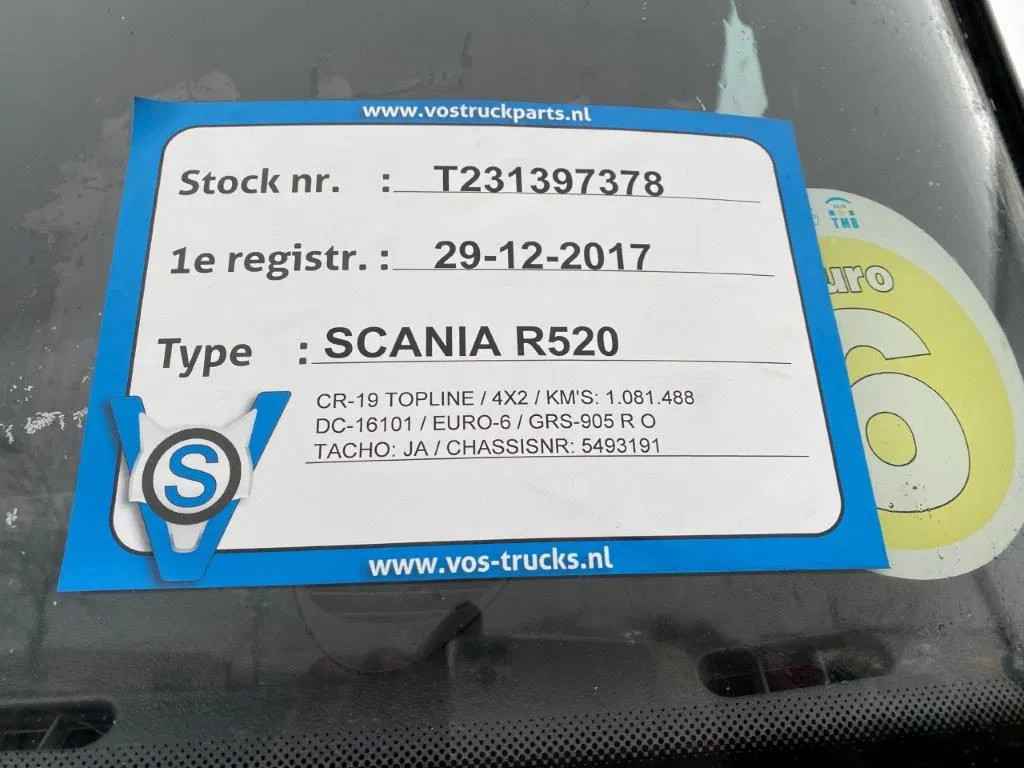 www.vostruckparts.nl
Stock nr. : T231397378
1e registr. : 29-12-2017
Type : SCANIA R520
CR-19 TOPLINE / 4X2 / KM'S: 1.081.488
DC-16101 / EURO-6 / GRS-905 R O
TACHO: JA / CHASSISNR: 5493191
S
www.vos-trucks.nl
TMB
uro
6